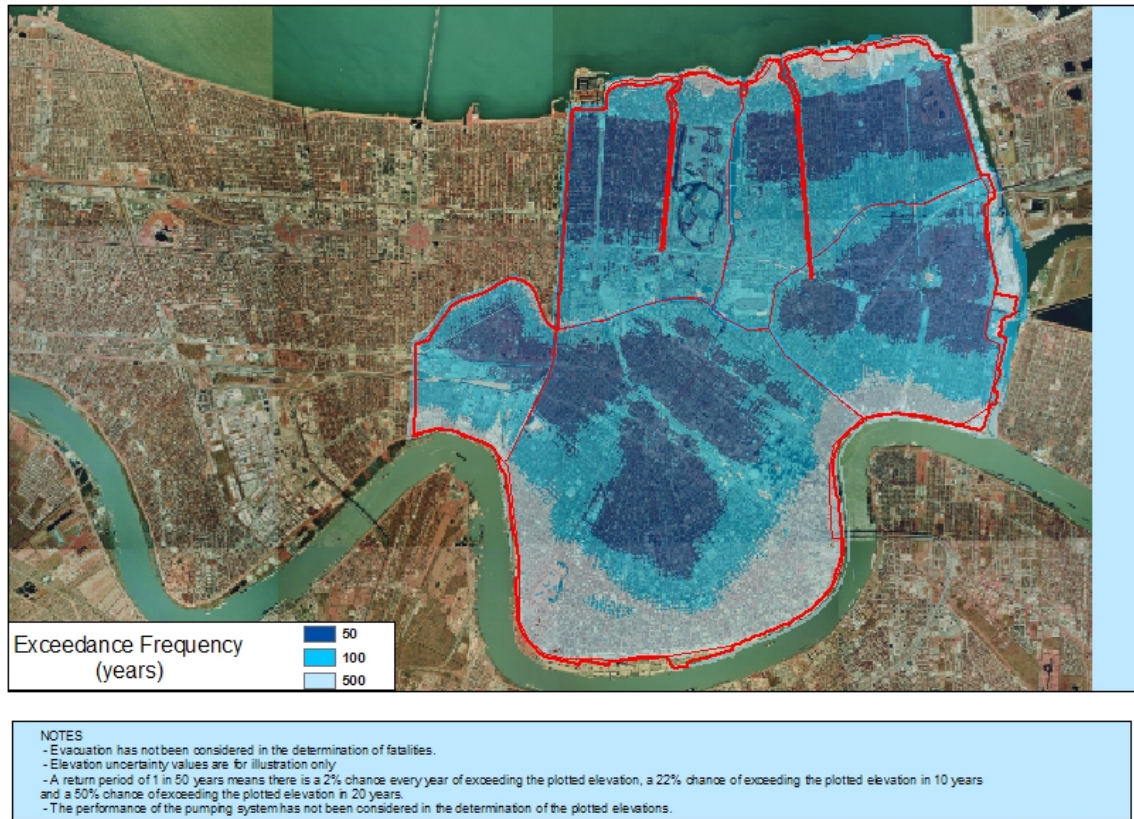 Exceedance Frequency
(years)
50
100
500
NOTES
- Evacuation has not been considered in the determination of fatalities.
- Elevation uncertainty values are for illustration only
- A return period of 1 in 50 years means there is a 2% chance every year of exceeding the plotted elevation, a 22% chance of exceeding the plotted elevation in 10 years
and a 50% chance of exceeding the plotted elevation in 20 years.
- The performance of the pumping system has not been considered in the determination of the plotted elevations.